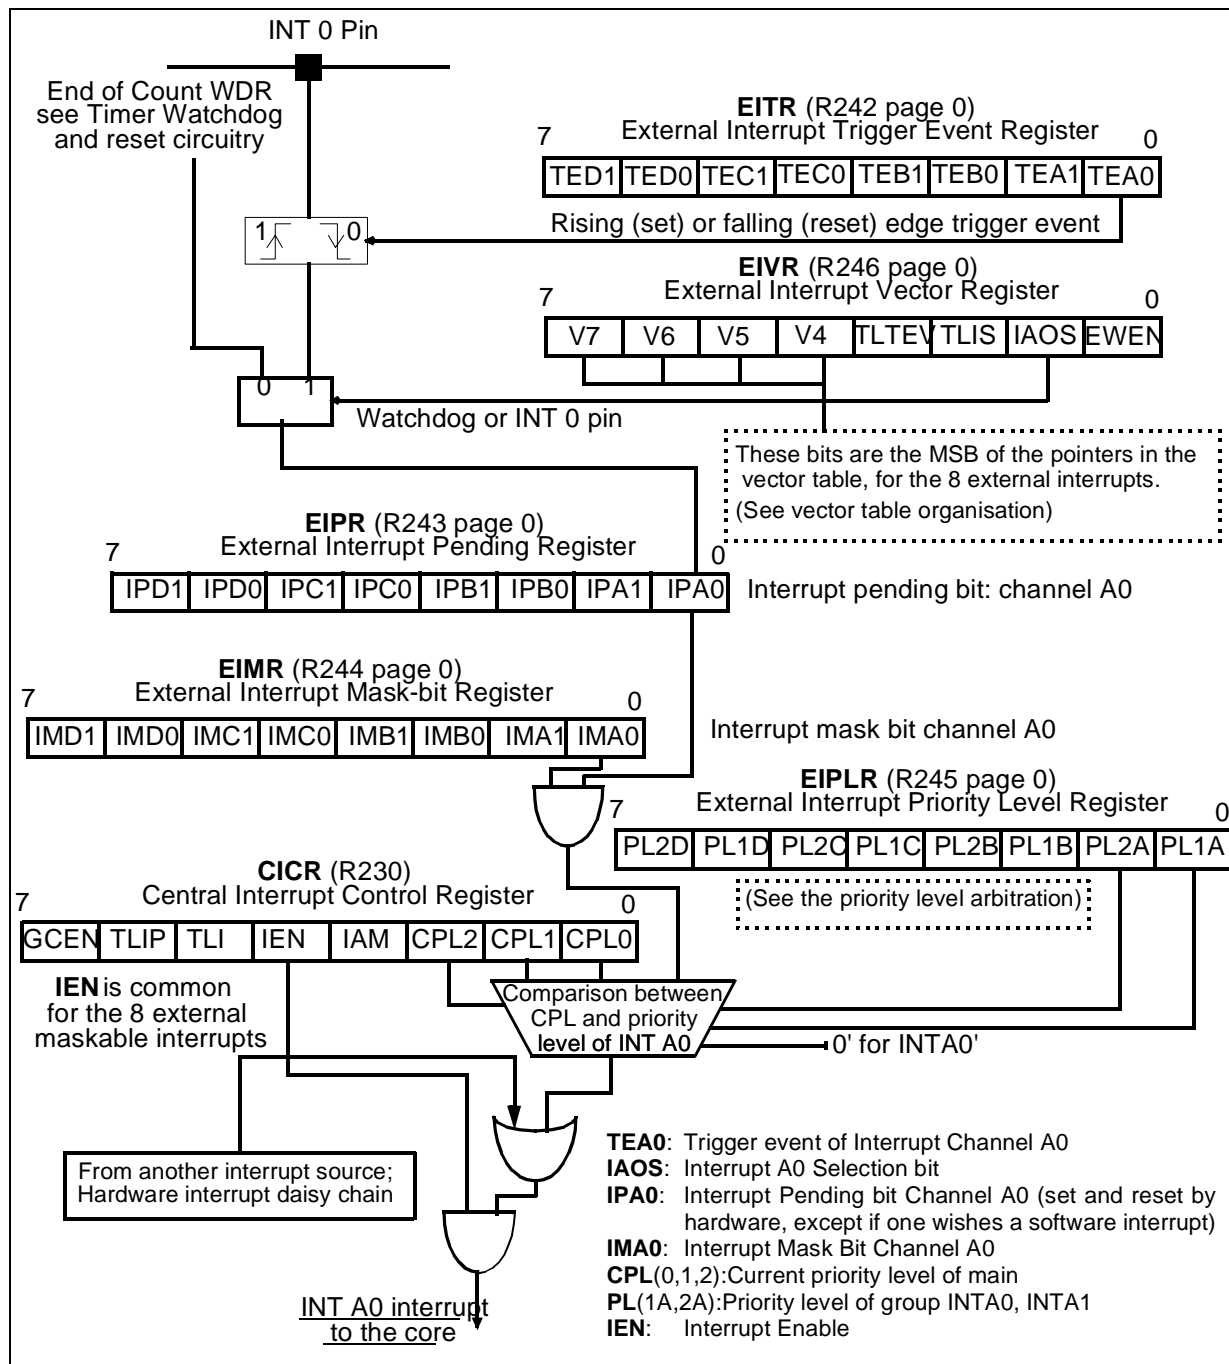 INT 0 Pin
End of Count WDR
see Timer Watchdog
and reset circuitry
EITR (R242 page 0)
External Interrupt Trigger Event Register
7
0
TED1 TED0 TEC1 TEC0 TEB1 TEB0 TEA1 TEA0
Rising (set) or falling (reset) edge trigger event
1 0
EIVR (R246 page 0)
External Interrupt Vector Register
7
0
V7 V6 V5 V4 TLTEV TLIS IAOS EWEN
0 1
Watchdog or INT 0 pin
These bits are the MSB of the pointers in the
vector table, for the 8 external interrupts.
(See vector table organisation)
EIPR (R243 page 0)
External Interrupt Pending Register
7
0
IPD1 IPD0 IPC1 IPC0 IPB1 IPB0 IPA1 IPA0
Interrupt pending bit: channel A0
EIMR (R244 page 0)
External Interrupt Mask-bit Register
7
0
IMD1 IMD0 IMC1 IMC0 IMB1 IMB0 IMA1 IMA0
Interrupt mask bit channel A0
EIPLR (R245 page 0)
External Interrupt Priority Level Register
7
0
PL2D PL1D PL2C PL1C PL2B PL1B PL2A PL1A
(See the priority level arbitration)
CICR (R230)
Central Interrupt Control Register
7
0
GCEN TLIP TLI IEN IAM CPL2 CPL1 CPL0
IEN is common
for the 8 external
maskable interrupts
Comparison between
CPL and priority
level of INT A0
0' for INTA0'
From another interrupt source;
Hardware interrupt daisy chain
INT A0 interrupt
to the core
TEA0: Trigger event of Interrupt Channel A0
IAOS: Interrupt A0 Selection bit
IPA0: Interrupt Pending bit Channel A0 (set and reset by
hardware, except if one wishes a software interrupt)
IMA0: Interrupt Mask Bit Channel A0
CPL(0,1,2):Current priority level of main
PL(1A,2A):Priority level of group INTA0, INTA1
IEN: Interrupt Enable